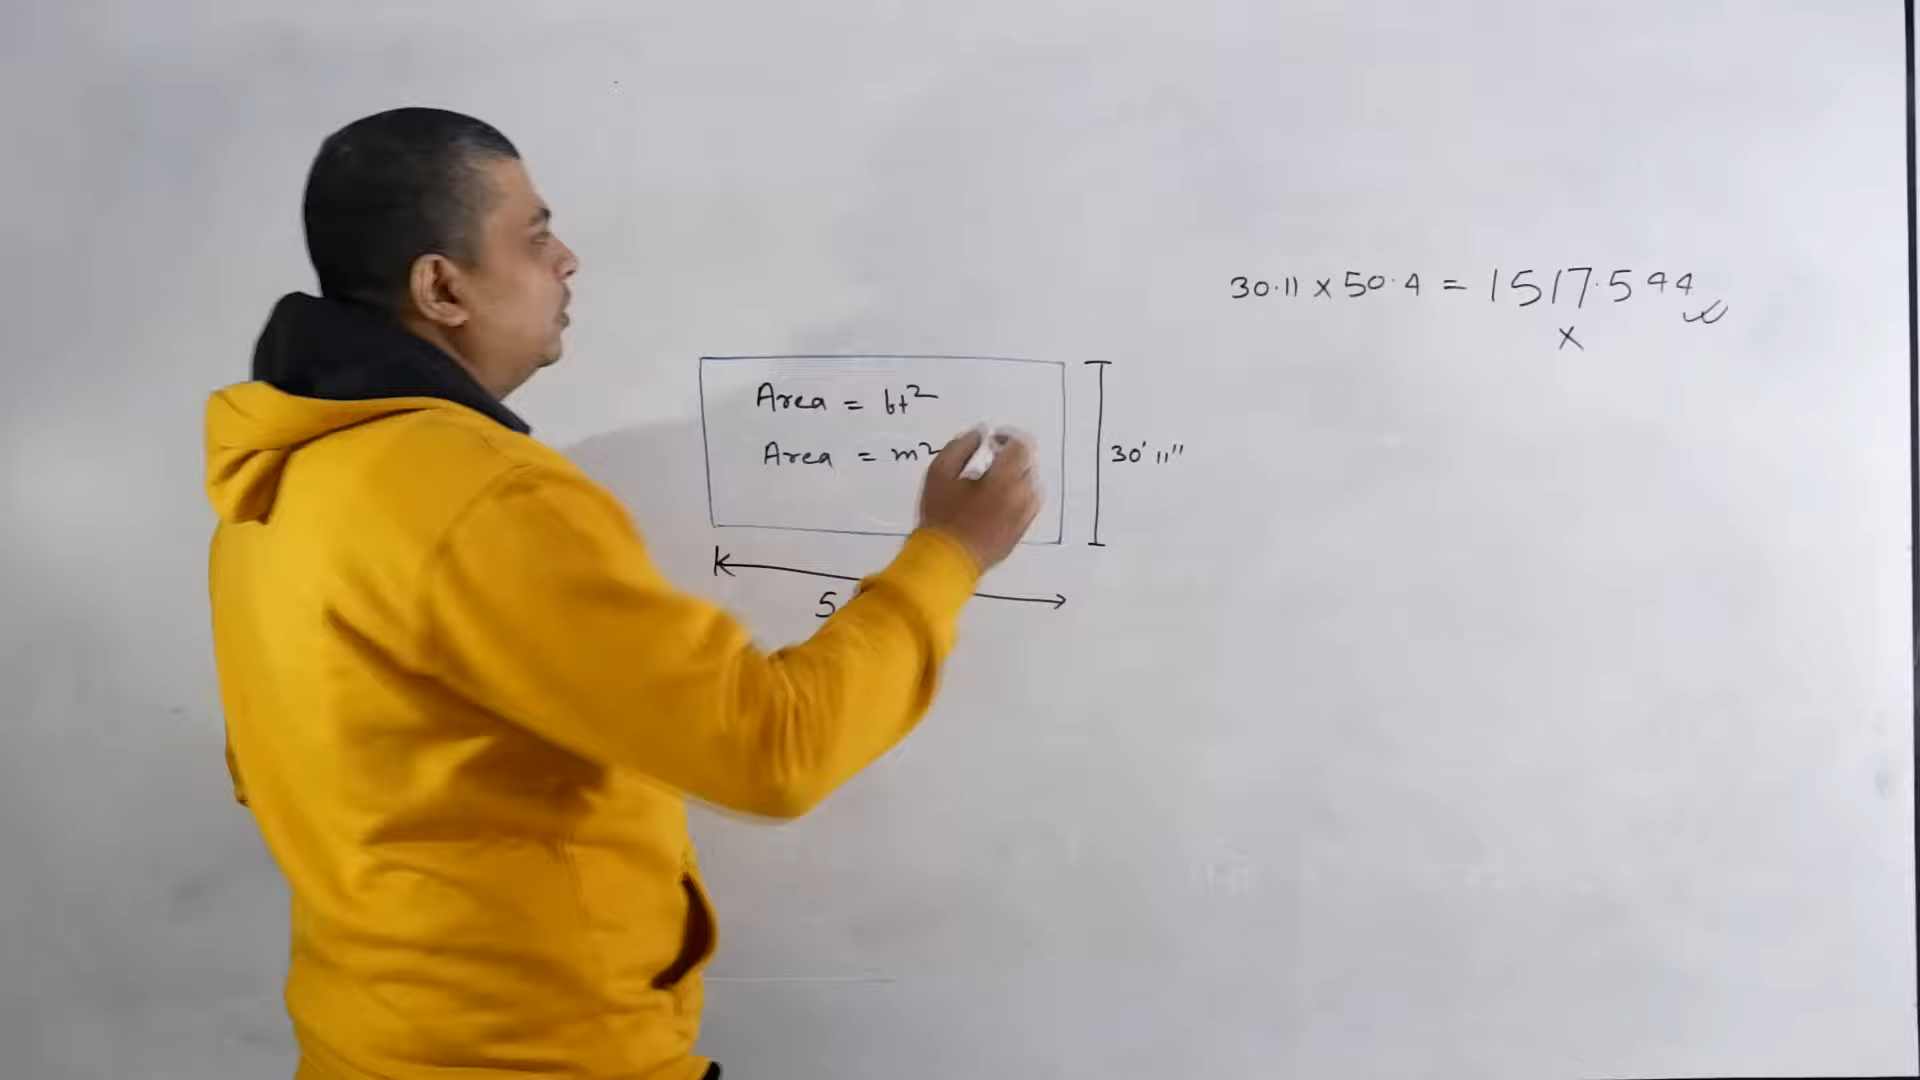 30.11 x 50.4 = 1517.544
x
Area = ft²
Area = m²
30' 11"
5